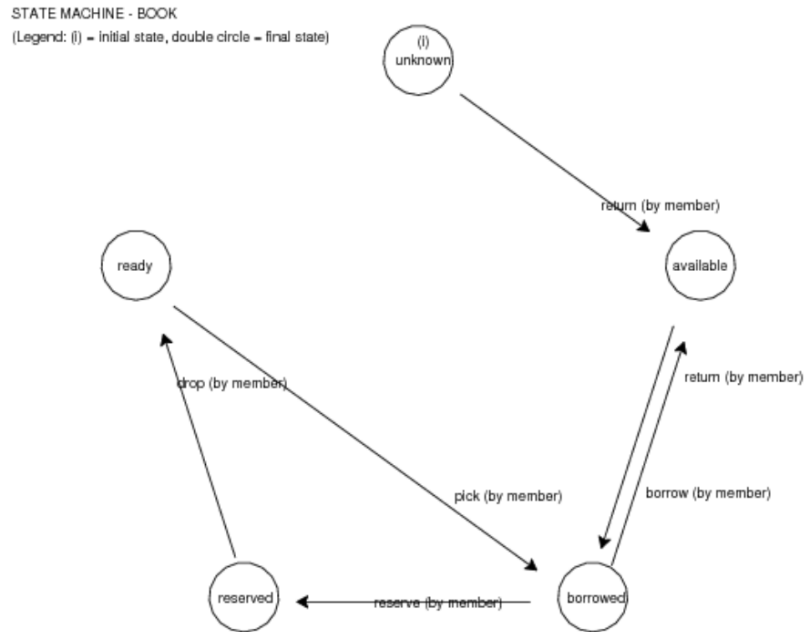 STATE MACHINE - BOOK
(Legend: (i) = initial state, double circle = final state)
(i)
unknown
return (by member)
ready
available
return (by member)
drop (by member)
pick (by member)
borrow (by member)
reserved
reserve (by member)
borrowed